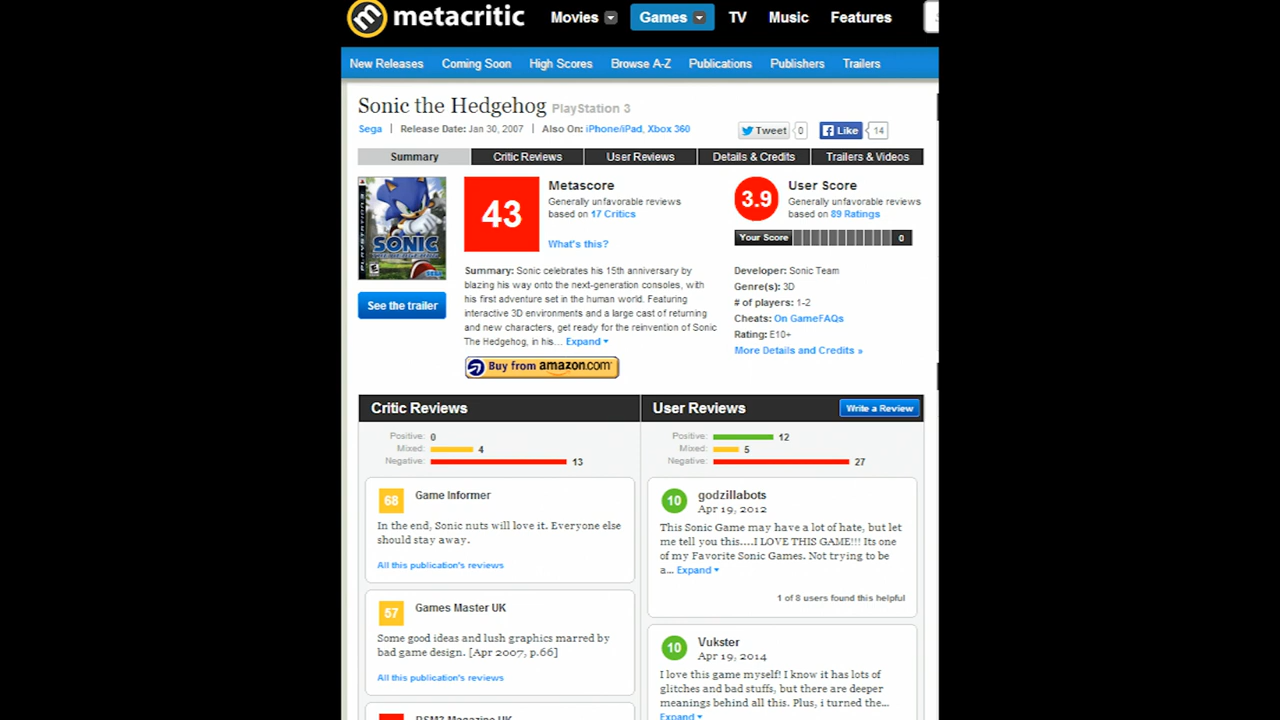 metacritic
Movies Games TV Music Features
New Releases Coming Soon High Scores Browse A-Z Publications Publishers Trailers
Sonic the Hedgehog PlayStation 3
Sega | Release Date: Jan 30, 2007 | Also On: iPhone/iPad, Xbox 360
Tweet 0 Like 14
Summary Critic Reviews User Reviews Details & Credits Trailers & Videos
SONIC
43
Metascore
Generally unfavorable reviews
based on 17 Critics
What's this?
3.9
User Score
Generally unfavorable reviews
based on 89 Ratings
Your Score 0
See the trailer
Summary: Sonic celebrates his 15th anniversary by
blazing his way onto the next-generation consoles, with
his first adventure set in the human world. Featuring
interactive 3D environments and a large cast of returning
and new characters, get ready for the reinvention of Sonic
The Hedgehog, in his... Expand
Buy from amazon.com
Developer: Sonic Team
Genre(s): 3D
# of players: 1-2
Cheats: On GameFAQs
Rating: E10+
More Details and Credits »
Critic Reviews
Positive: 0
Mixed: 4
Negative: 13
68 Game Informer
In the end, Sonic nuts will love it. Everyone else
should stay away.
All this publication's reviews
57 Games Master UK
Some good ideas and lush graphics marred by
bad game design. [Apr 2007, p.66]
All this publication's reviews
User Reviews Write a Review
Positive: 12
Mixed: 5
Negative: 27
10 godzillabots
Apr 19, 2012
This Sonic Game may have a lot of hate, but let
me tell you this....I LOVE THIS GAME!!! Its one
of my Favorite Sonic Games. Not trying to be
a... Expand
1 of 8 users found this helpful
10 Vukster
Apr 19, 2014
I love this game myself! I know it has lots of
glitches and bad stuffs, but there are deeper
meanings behind all this. Plus, i turned the...
Expand